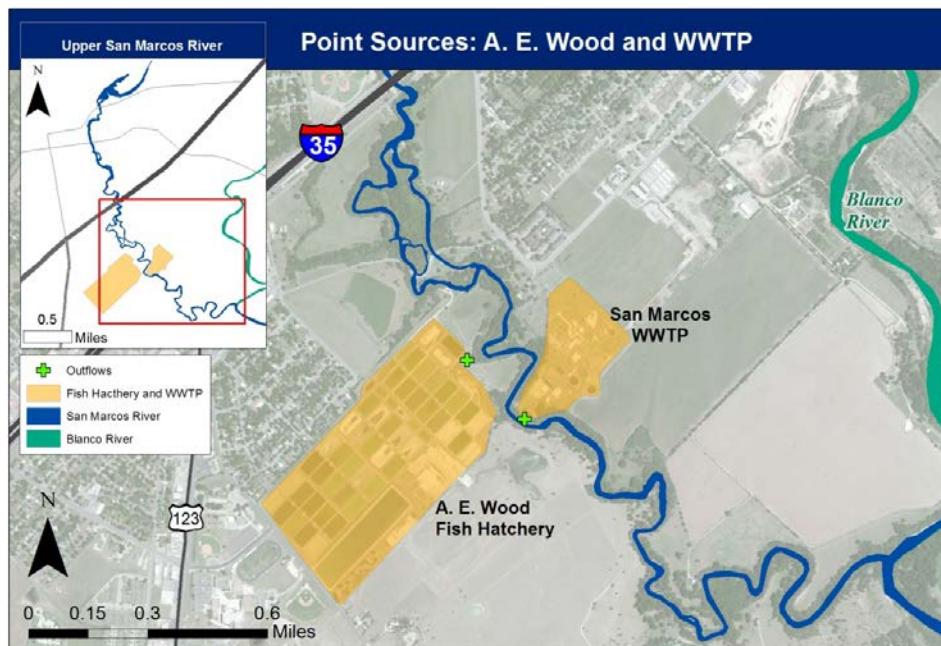 Point Sources: A. E. Wood and WWTP
Upper San Marcos River
N
0.5
Miles
Outflows
Fish Hacthery and WWTP
San Marcos River
Blanco River
35
Blanco
River
San Marcos
WWTP
A. E. Wood
Fish Hatchery
123
N
0 0.15 0.3 0.6
Miles